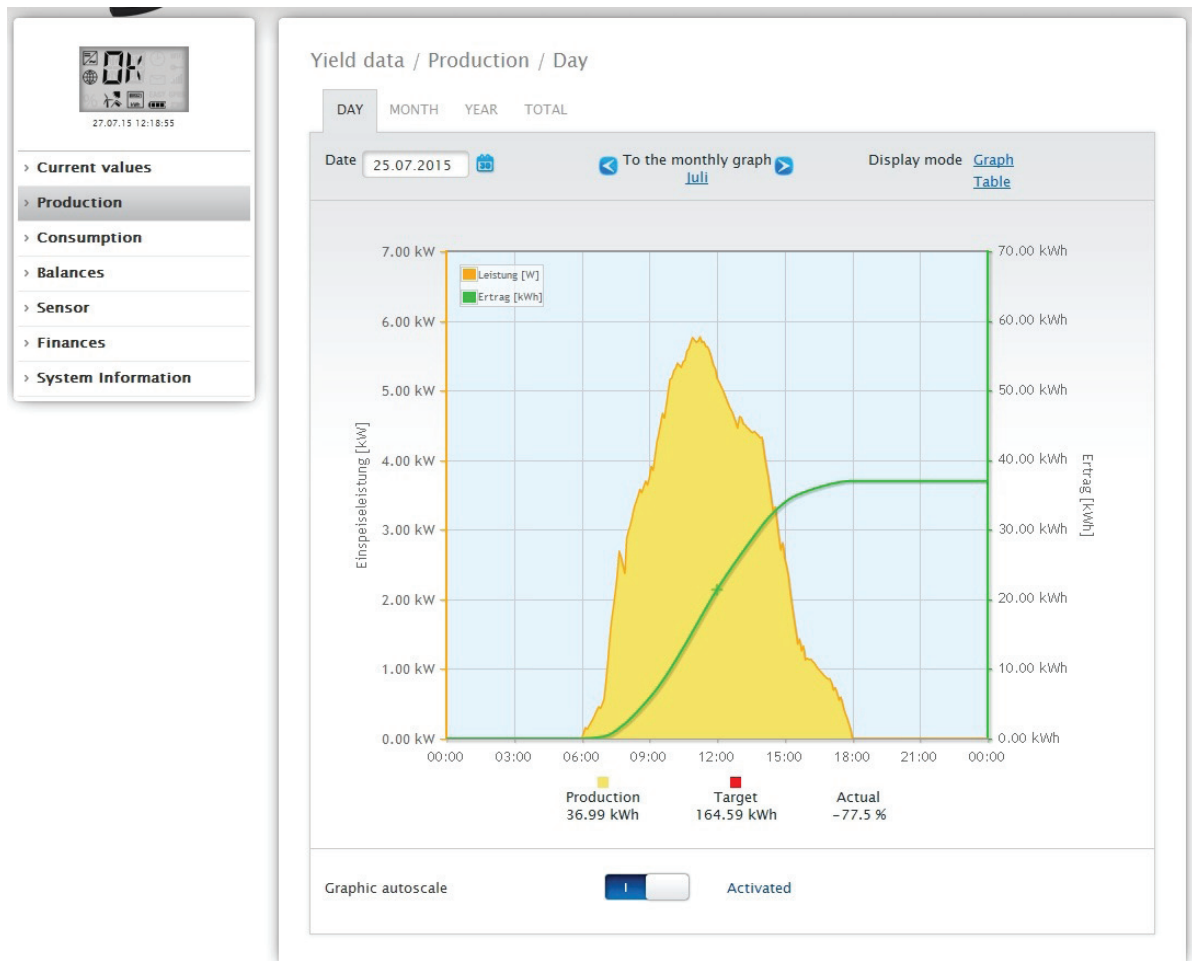 OK
27.07.15 12:18:55
› Current values
› Production
› Consumption
› Balances
› Sensor
› Finances
› System Information
Yield data / Production / Day
DAY MONTH YEAR TOTAL
Date 25.07.2015 30 To the monthly graph Display mode Graph
Juli Table
Leistung [W]
Ertrag [kWh]
Einspeiseleistung [kW]
7.00 kW
6.00 kW
5.00 kW
4.00 kW
3.00 kW
2.00 kW
1.00 kW
0.00 kW
70.00 kWh
60.00 kWh
50.00 kWh
40.00 kWh
30.00 kWh
20.00 kWh
10.00 kWh
0.00 kWh
Ertrag [kWh]
00:00 03:00 06:00 09:00 12:00 15:00 18:00 21:00 00:00
Production Target Actual
36.99 kWh 164.59 kWh -77.5 %
Graphic autoscale I Activated